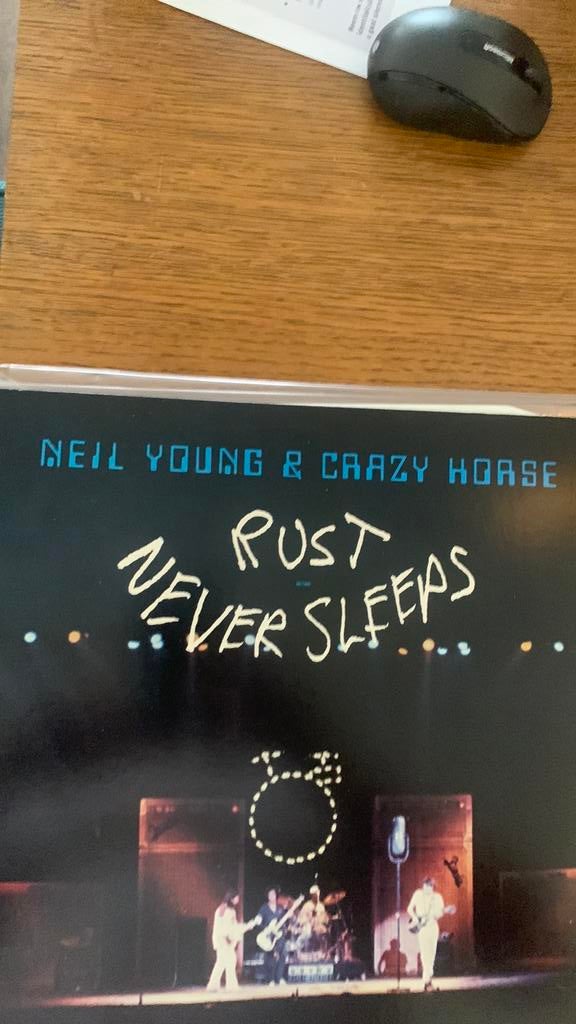 NEIL YOUNG & CRAZY HORSE
RUST
NEVER SLEEPS